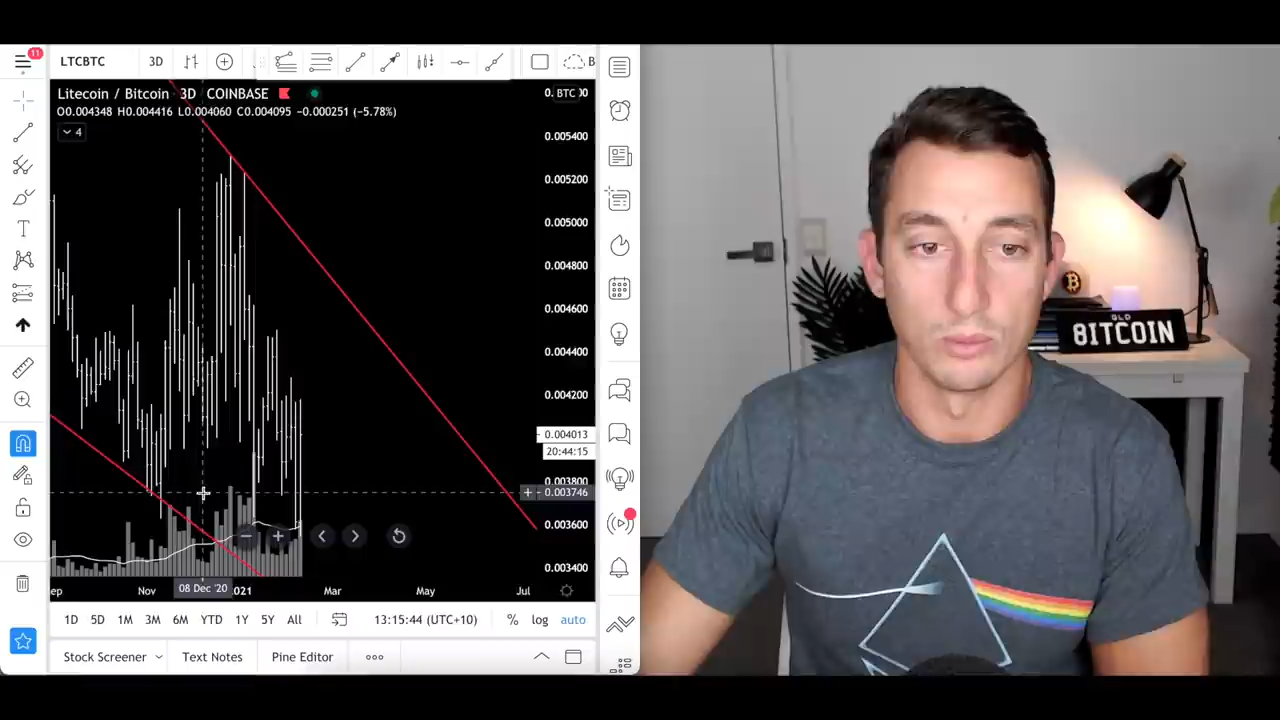 11
LTCBTC
3D
B
Litecoin / Bitcoin 3D COINBASE
BTC
O0.004348 H0.004416 L0.004060 C0.004095 −0.000251 (−5.78%)
4
0.005400
0.005200
0.005000
0.004800
0.004600
0.004400
0.004200
0.004013
20:44:15
0.003800
0.003746
0.003600
0.003400
ep
Nov
08 Dec '20
021
Mar
May
Jul
1D
5D
1M
3M
6M
YTD
1Y
5Y
All
13:15:44 (UTC+10)
%
log
auto
Stock Screener
Text Notes
Pine Editor
QLD
BITCOIN